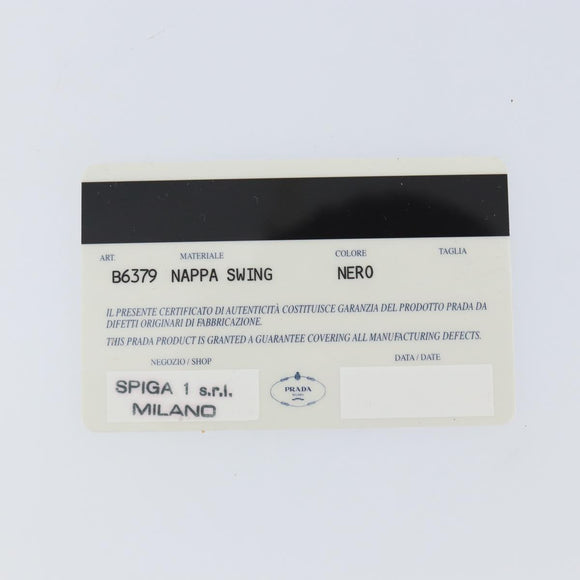 ART. MATERIALE COLORE TAGLIA
B6379 NAPPA SWING NERO
IL PRESENTE CERTIFICATO DI AUTENTICITÀ COSTITUISCE GARANZIA DEL PRODOTTO PRADA DA
DIFETTI ORIGINARI DI FABBRICAZIONE.
THIS PRADA PRODUCT IS GRANTED A GUARANTEE COVERING ALL MANUFACTURING DEFECTS.
NEGOZIO / SHOP DATA / DATE
SPIGA 1 s.r.l.
MILANO
PRADA
MILANO